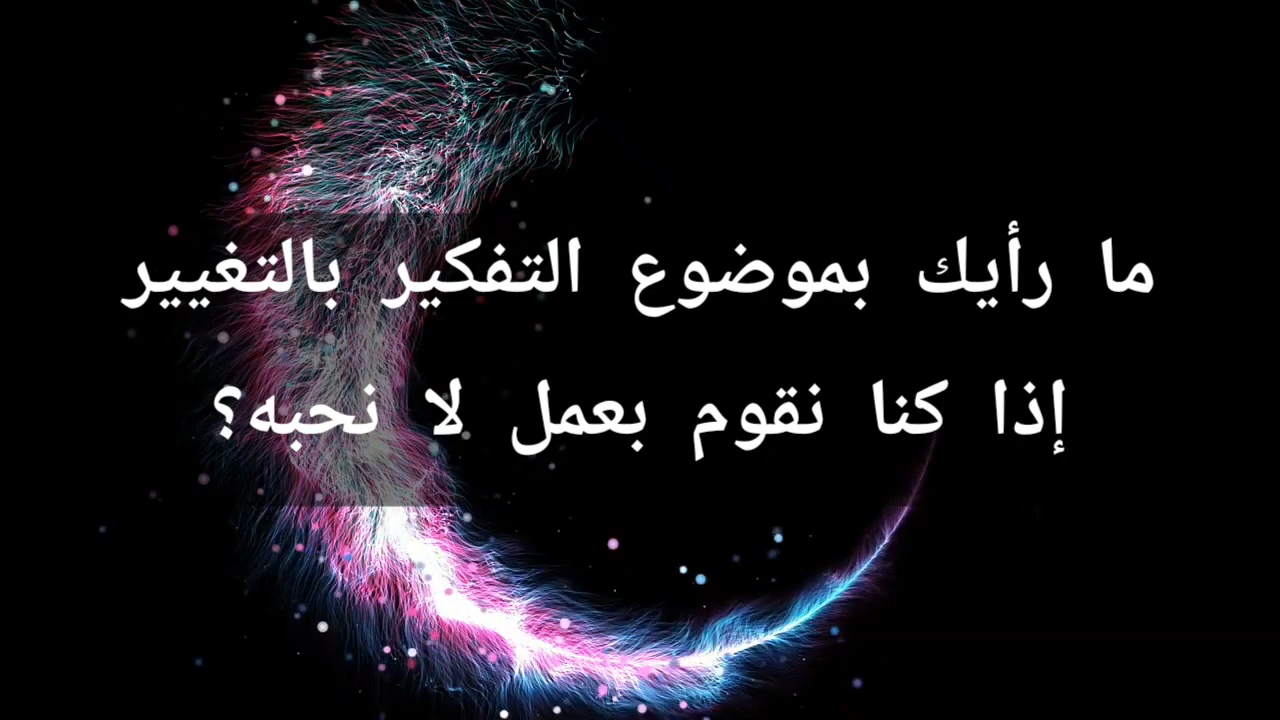 ما رأيك بموضوع التفكير بالتغيير
إذا كنا نقوم بعمل لا نحبه؟